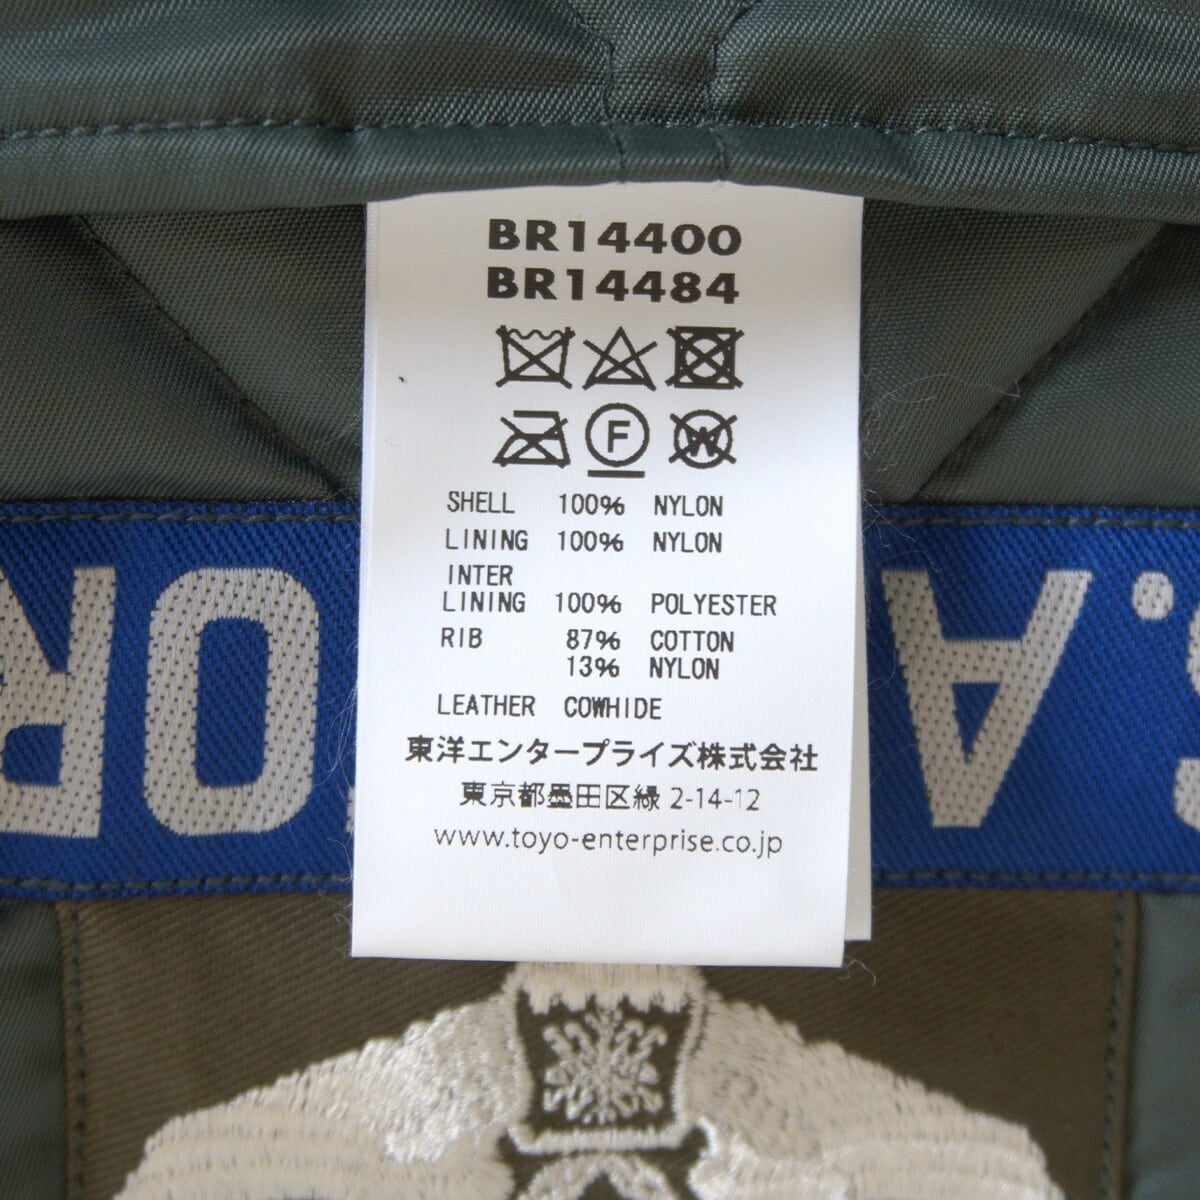 BR14400
BR14484
F
W
SHELL 100% NYLON
LINING 100% NYLON
INTER
LINING 100% POLYESTER
RIB 87% COTTON
13% NYLON
LEATHER COWHIDE
東洋エンタープライズ株式会社
東京都墨田区緑 2-14-12
www.toyo-enterprise.co.jp
.A
OR